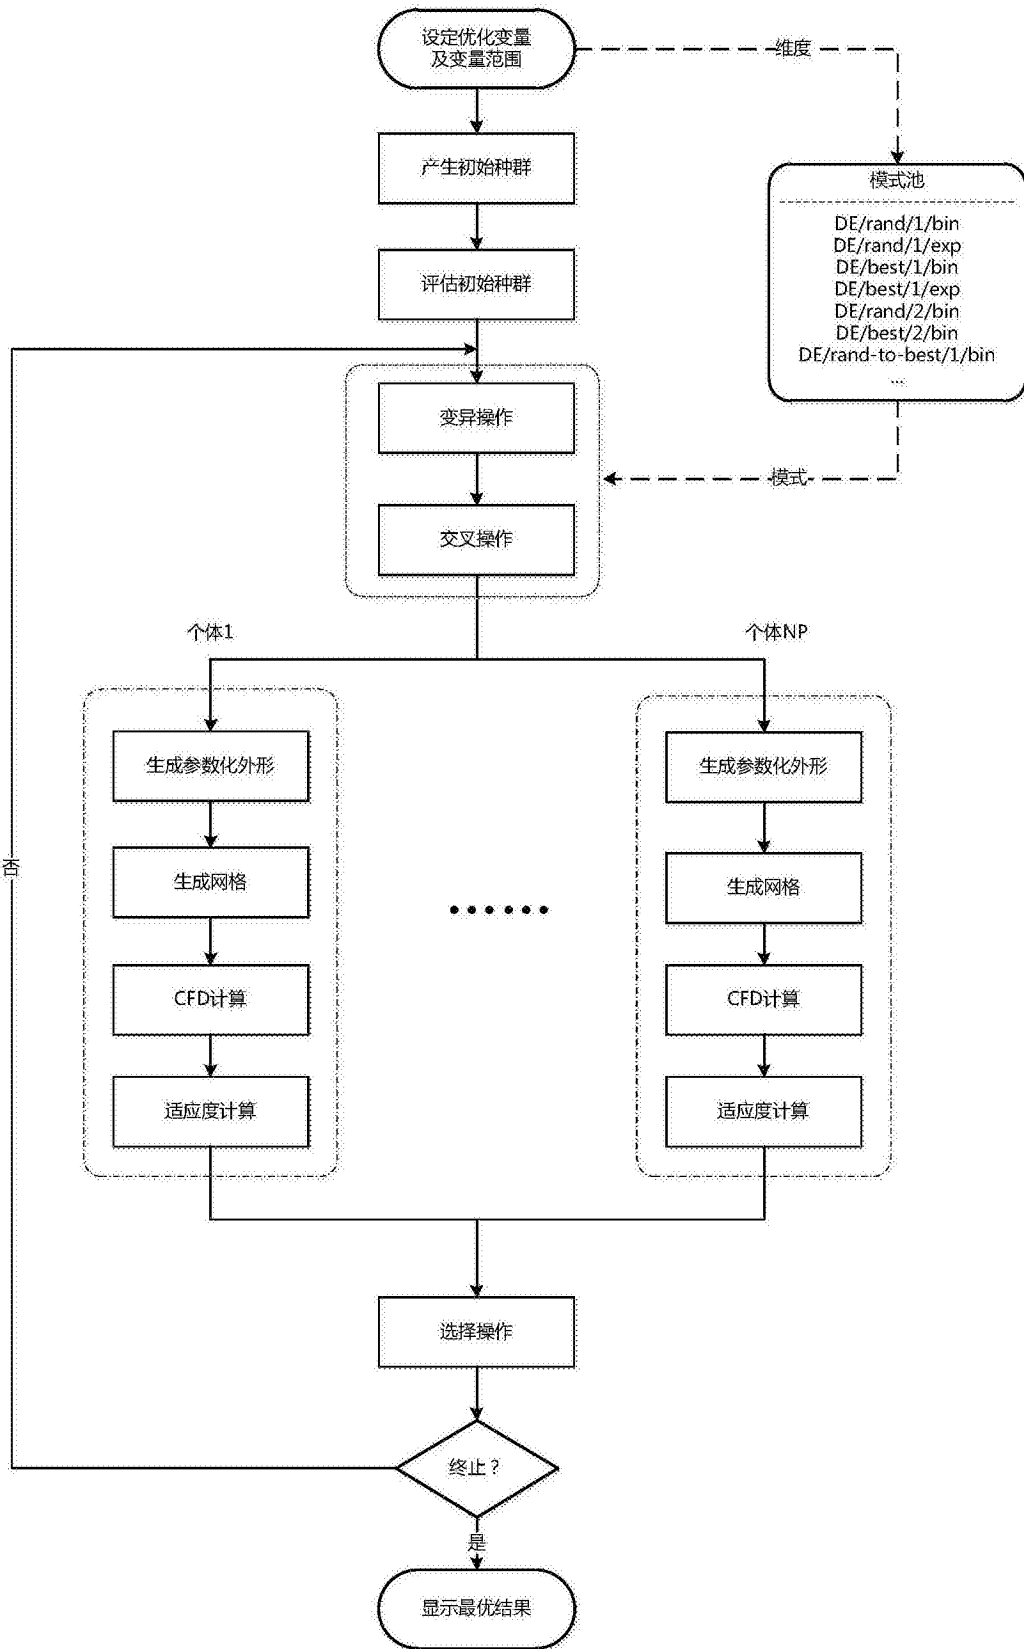 设定优化变量
及变量范围
维度
产生初始种群
模式池
DE/rand/1/bin
DE/rand/1/exp
DE/best/1/bin
DE/best/1/exp
DE/rand/2/bin
DE/best/2/bin
DE/rand-to-best/1/bin
...
评估初始种群
变异操作
模式
交叉操作
个体1
个体NP
生成参数化外形
生成参数化外形
生成网格
生成网格
否
······
CFD计算
CFD计算
适应度计算
适应度计算
选择操作
终止？
是
显示最优结果